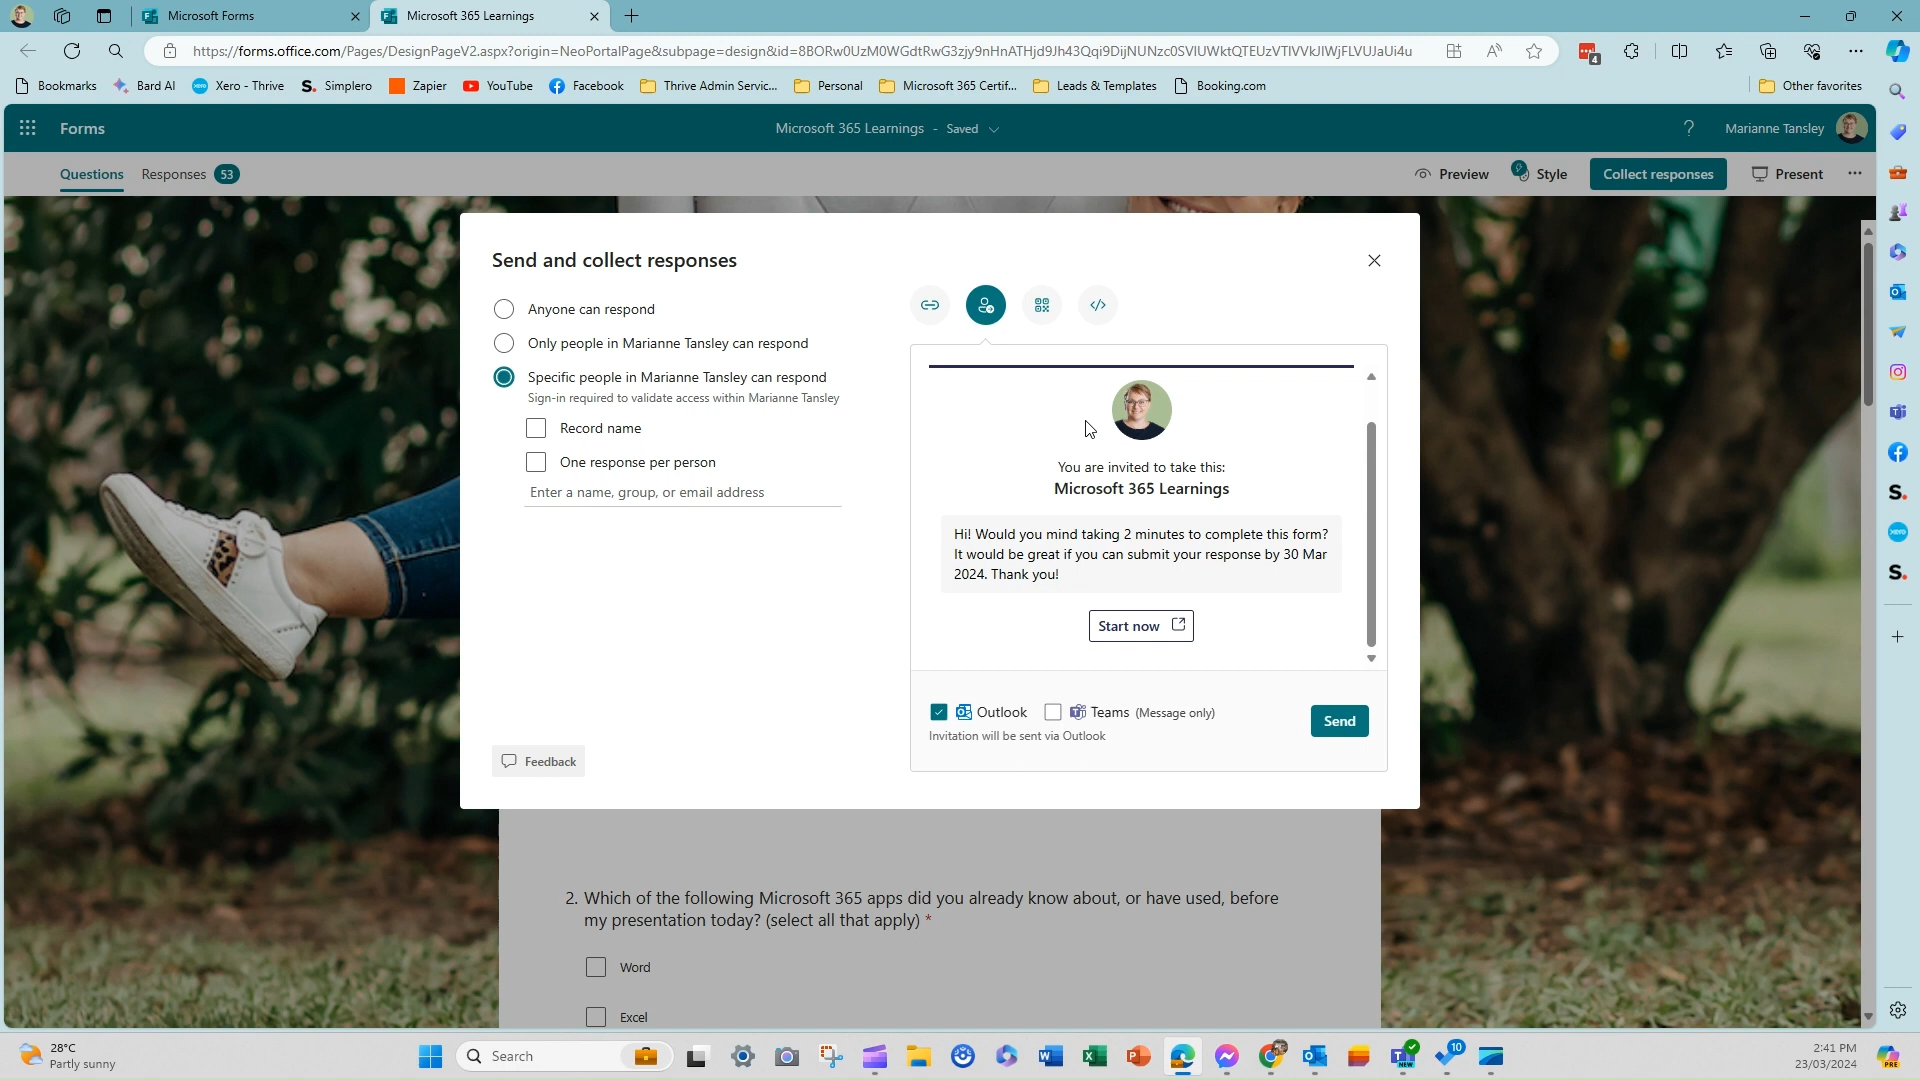 Microsoft Forms
Microsoft 365 Learnings
https://forms.office.com/Pages/DesignPageV2.aspx?origin=NeoPortalPage&subpage=design&id=8BORw0UzM0WGdtRwG3zjy9nHnATHjd9Jh43Qqi9DijNUNzc0SVlUWktQTEUzVTlVVkJIWjFLVUJaUi4u
4
Bookmarks
Bard AI
Xero - Thrive
Simplero
Zapier
YouTube
Facebook
Thrive Admin Servic...
Personal
Microsoft 365 Certif...
Leads & Templates
Booking.com
Other favorites
Forms
Microsoft 365 Learnings - Saved
?
Marianne Tansley
Questions
Responses 53
Preview
Style
Collect responses
Present
Send and collect responses
Anyone can respond
Only people in Marianne Tansley can respond
Specific people in Marianne Tansley can respond
Sign-in required to validate access within Marianne Tansley
Record name
One response per person
Enter a name, group, or email address
You are invited to take this:
Microsoft 365 Learnings
Hi! Would you mind taking 2 minutes to complete this form?
It would be great if you can submit your response by 30 Mar
2024. Thank you!
Start now
Outlook
Teams (Message only)
Invitation will be sent via Outlook
Send
Feedback
2. Which of the following Microsoft 365 apps did you already know about, or have used, before
my presentation today? (select all that apply) *
Word
Excel
28°C
Partly sunny
Search
NEW
10
2:41 PM
23/03/2024
PRE